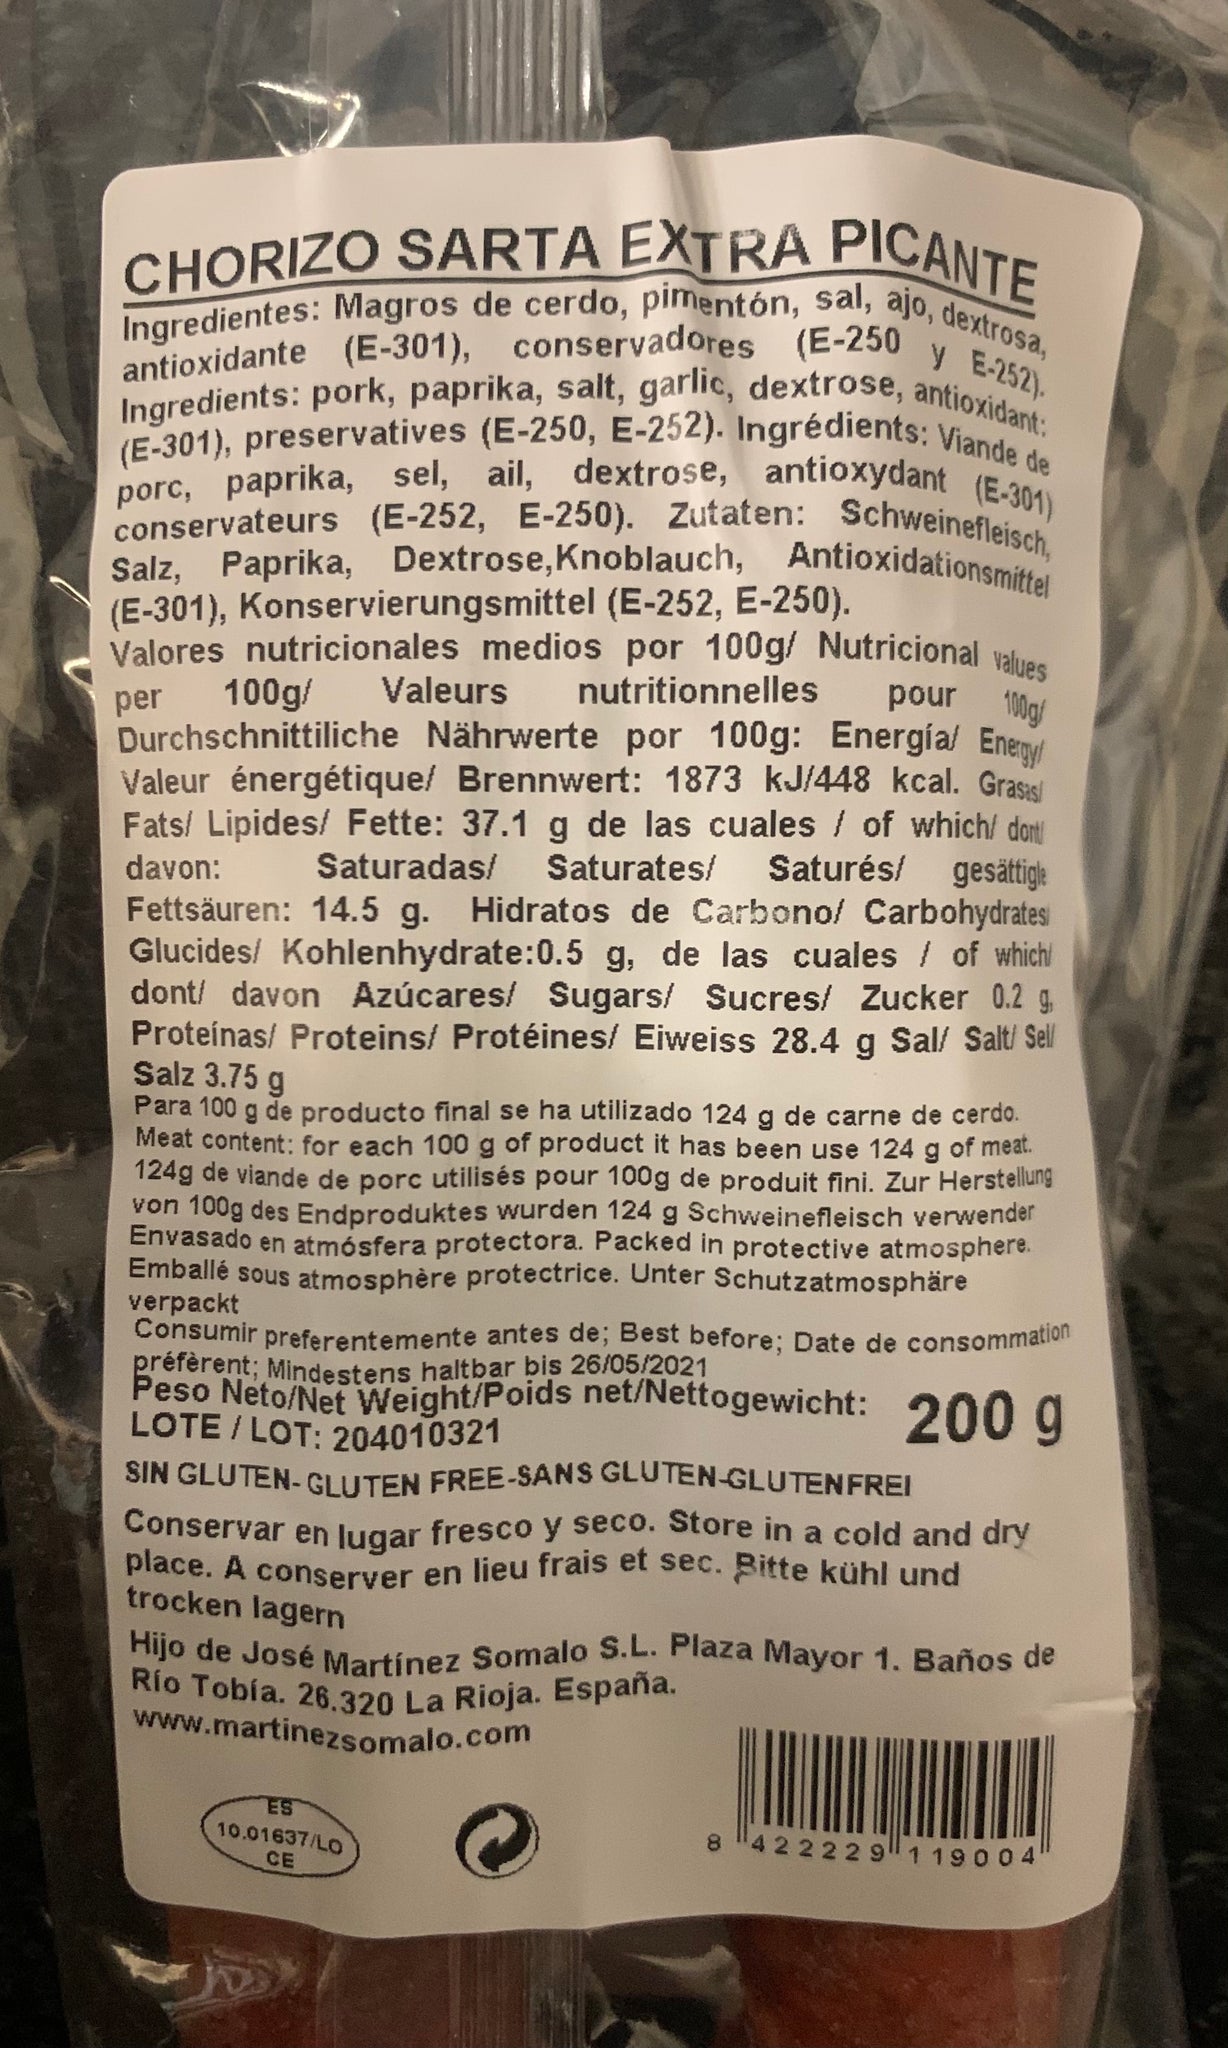 CHORIZO SARTA EXTRA PICANTE
Ingredientes: Magros de cerdo, pimentón, sal, ajo, dextrosa,
antioxidante (E-301), conservadores (E-250 y E-252).
Ingredients: pork, paprika, salt, garlic, dextrose, antioxidant:
(E-301), preservatives (E-250, E-252). Ingrédients: Viande de
porc, paprika, sel, ail, dextrose, antioxydant (E-301)
conservateurs (E-252, E-250). Zutaten: Schweinefleisch,
Salz, Paprika, Dextrose,Knoblauch, Antioxidationsmittel
(E-301), Konservierungsmittel (E-252, E-250).
Valores nutricionales medios por 100g/ Nutricional values
per 100g/ Valeurs nutritionnelles pour 100g/
Durchschnittiliche Nährwerte por 100g: Energía/ Energy/
Valeur énergétique/ Brennwert: 1873 kJ/448 kcal. Grasas/
Fats/ Lipides/ Fette: 37.1 g de las cuales / of which/ dont/
davon: Saturadas/ Saturates/ Saturés/ gesättigle
Fettsäuren: 14.5 g. Hidratos de Carbono/ Carbohydrates/
Glucides/ Kohlenhydrate:0.5 g, de las cuales / of which/
dont/ davon Azúcares/ Sugars/ Sucres/ Zucker 0.2 g,
Proteínas/ Proteins/ Protéines/ Eiweiss 28.4 g Sal/ Salt/ Sel/
Salz 3.75 g
Para 100 g de producto final se ha utilizado 124 g de carne de cerdo.
Meat content: for each 100 g of product it has been use 124 g of meat.
124g de viande de porc utilisés pour 100g de produit fini. Zur Herstellung
von 100g des Endproduktes wurden 124 g Schweinefleisch verwender
Envasado en atmósfera protectora. Packed in protective atmosphere.
Emballé sous atmosphère protectrice. Unter Schutzatmosphäre
verpackt
Consumir preferentemente antes de; Best before; Date de consommation
préfèrent; Mindestens haltbar bis 26/05/2021
Peso Neto/Net Weight/Poids net/Nettogewicht: 200 g
LOTE / LOT: 204010321
SIN GLUTEN-GLUTEN FREE-SANS GLUTEN-GLUTENFREI
Conservar en lugar fresco y seco. Store in a cold and dry
place. A conserver en lieu frais et sec. Bitte kühl und
trocken lagern
Hijo de José Martínez Somalo S.L. Plaza Mayor 1. Baños de
Río Tobía. 26.320 La Rioja. España.
www.martinezsomalo.com
ES
10.01637/LO
CE
8 422229 119004